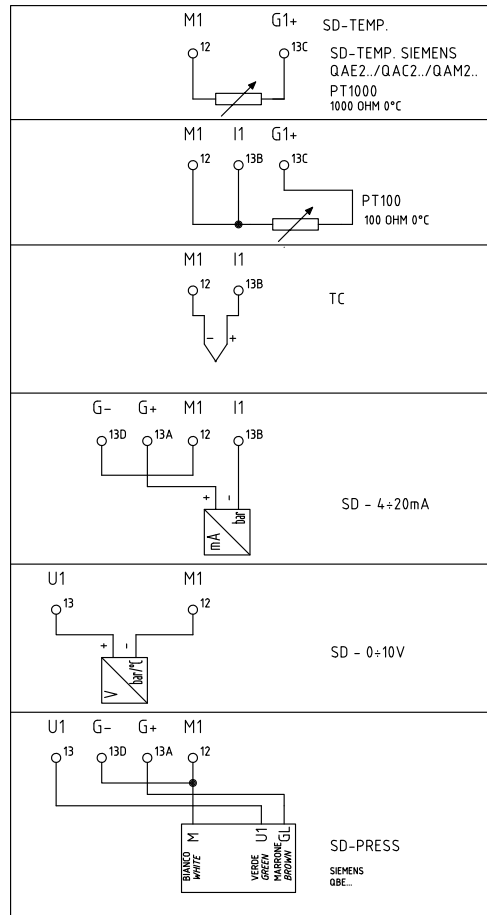 M1 G1+ SD-TEMP.
12 13C SD-TEMP. SIEMENS
QAE2../QAC2../QAM2..
PT1000
1000 OHM 0°C
M1 I1 G1+
12 13B 13C
PT100
100 OHM 0°C
M1 I1
12 13B
TC
- +
G- G+ M1 I1
13D 13A 12 13B
+ -
mA bar
SD - 4÷20mA
U1 M1
13 12
+ -
V bar/°C
SD - 0÷10V
U1 G- G+ M1
13 13D 13A 12
M U1 GL
BIANCO VERDE MARRONE
WHITE GREEN BROWN
SD-PRESS
SIEMENS
QBE...